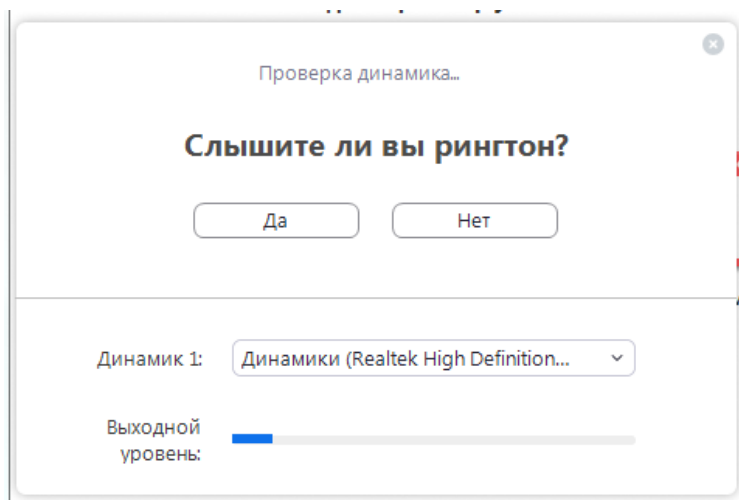 Проверка динамика...
Слышите ли вы рингтон?
Да Нет
Динамик 1: Динамики (Realtek High Definition...
Выходной
уровень: